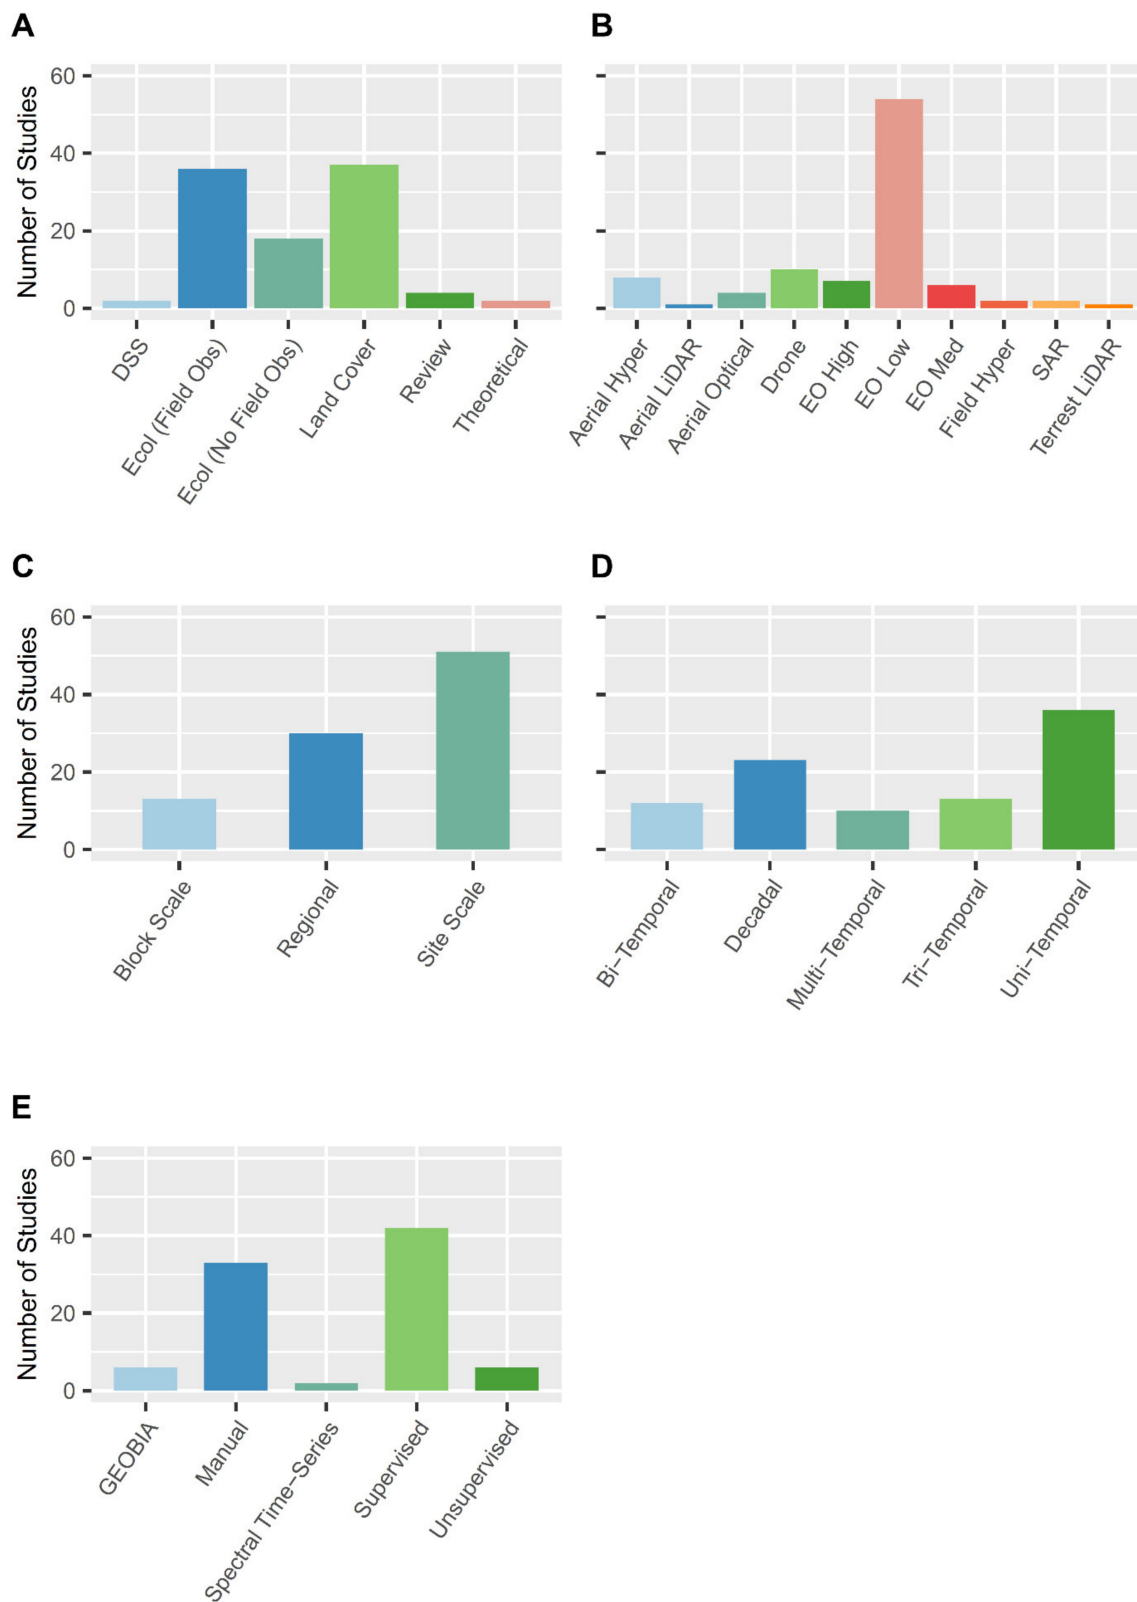 A
Number of Studies
60
40
20
0
DSS
Ecol (Field Obs)
Ecol (No Field Obs)
Land Cover
Review
Theoretical
B
Aerial Hyper
Aerial LiDAR
Aerial Optical
Drone
EO High
EO Low
EO Med
Field Hyper
SAR
Terrest LiDAR
C
Number of Studies
60
40
20
0
Block Scale
Regional
Site Scale
D
Bi−Temporal
Decadal
Multi−Temporal
Tri−Temporal
Uni−Temporal
E
Number of Studies
60
40
20
0
GEOBIA
Manual
Spectral Time−Series
Supervised
Unsupervised